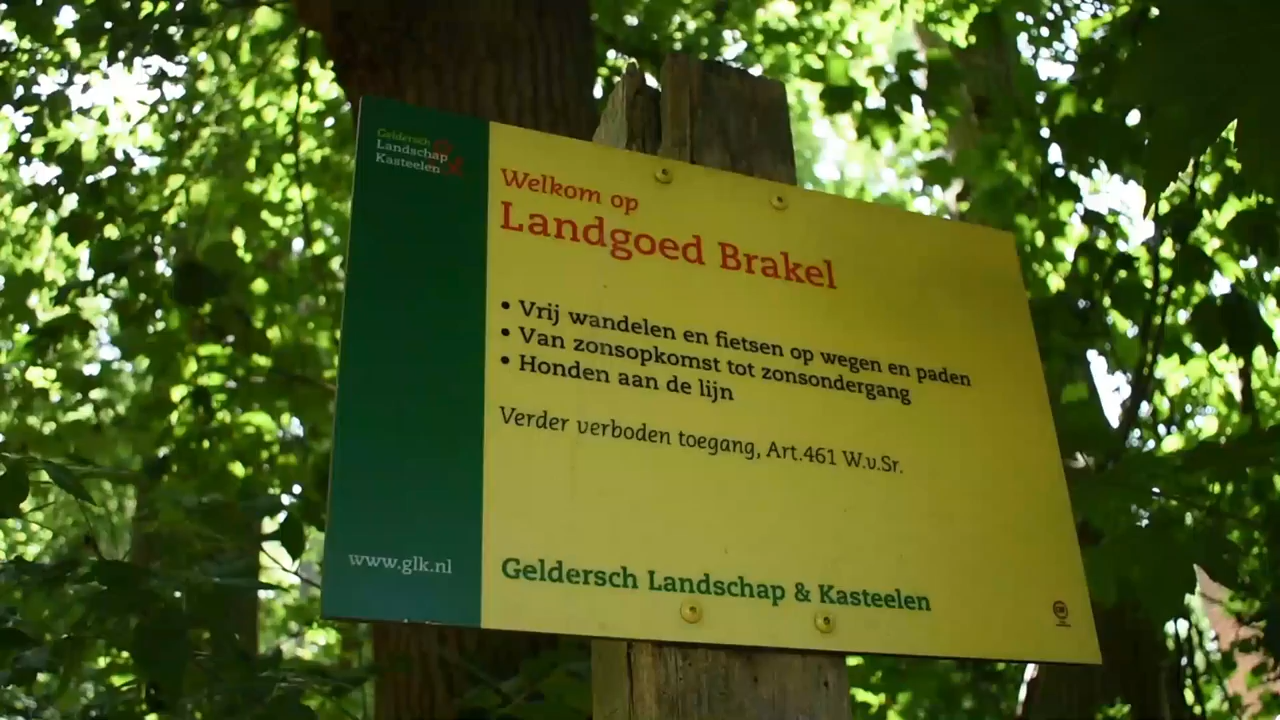 Geldersch
Landschap
Kasteelen
Welkom op
Landgoed Brakel
• Vrij wandelen en fietsen op wegen en paden
• Van zonsopkomst tot zonsondergang
• Honden aan de lijn
Verder verboden toegang, Art.461 W.v.Sr.
www.glk.nl
Geldersch Landschap & Kasteelen